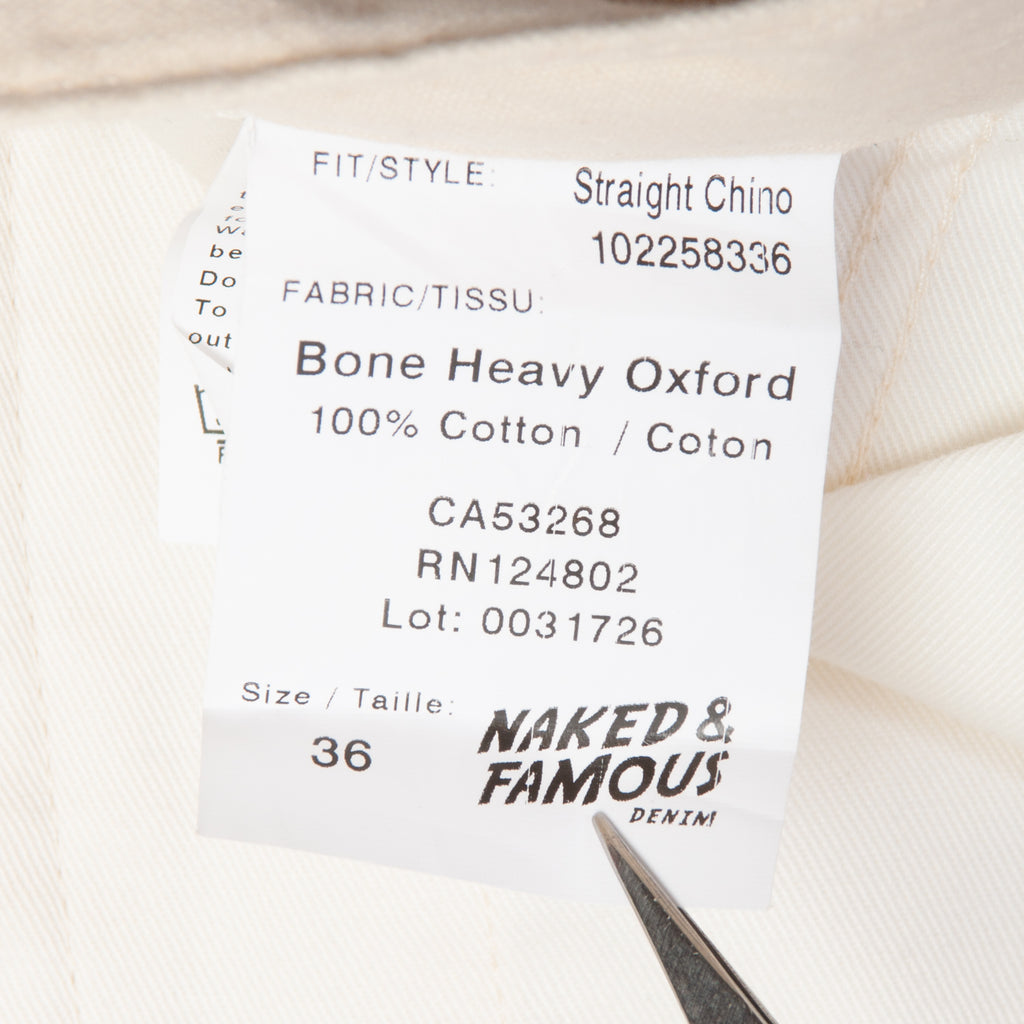 FIT/STYLE:
Straight Chino
102258336
FABRIC/TISSU:
Bone Heavy Oxford
100% Cotton / Coton
CA53268
RN124802
Lot: 0031726
Size / Taille:
36
NAKED &
FAMOUS
DENIM
be
Do
To
out